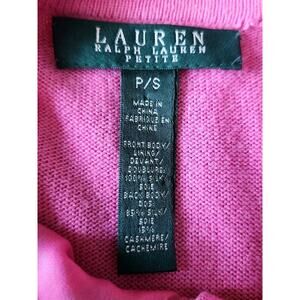 LAUREN
RALPH LAUREN
PETITE
P/S
MADE IN
CHINA
FABRIQUE EN
CHINE
FRONT BODY/
LINING/
DEVANT/
DOUBLURE:
100% SILK/
SOIE
BACK BODY/
DOS:
85% SILK/
SOIE
15%
CASHMERE/
CACHEMIRE